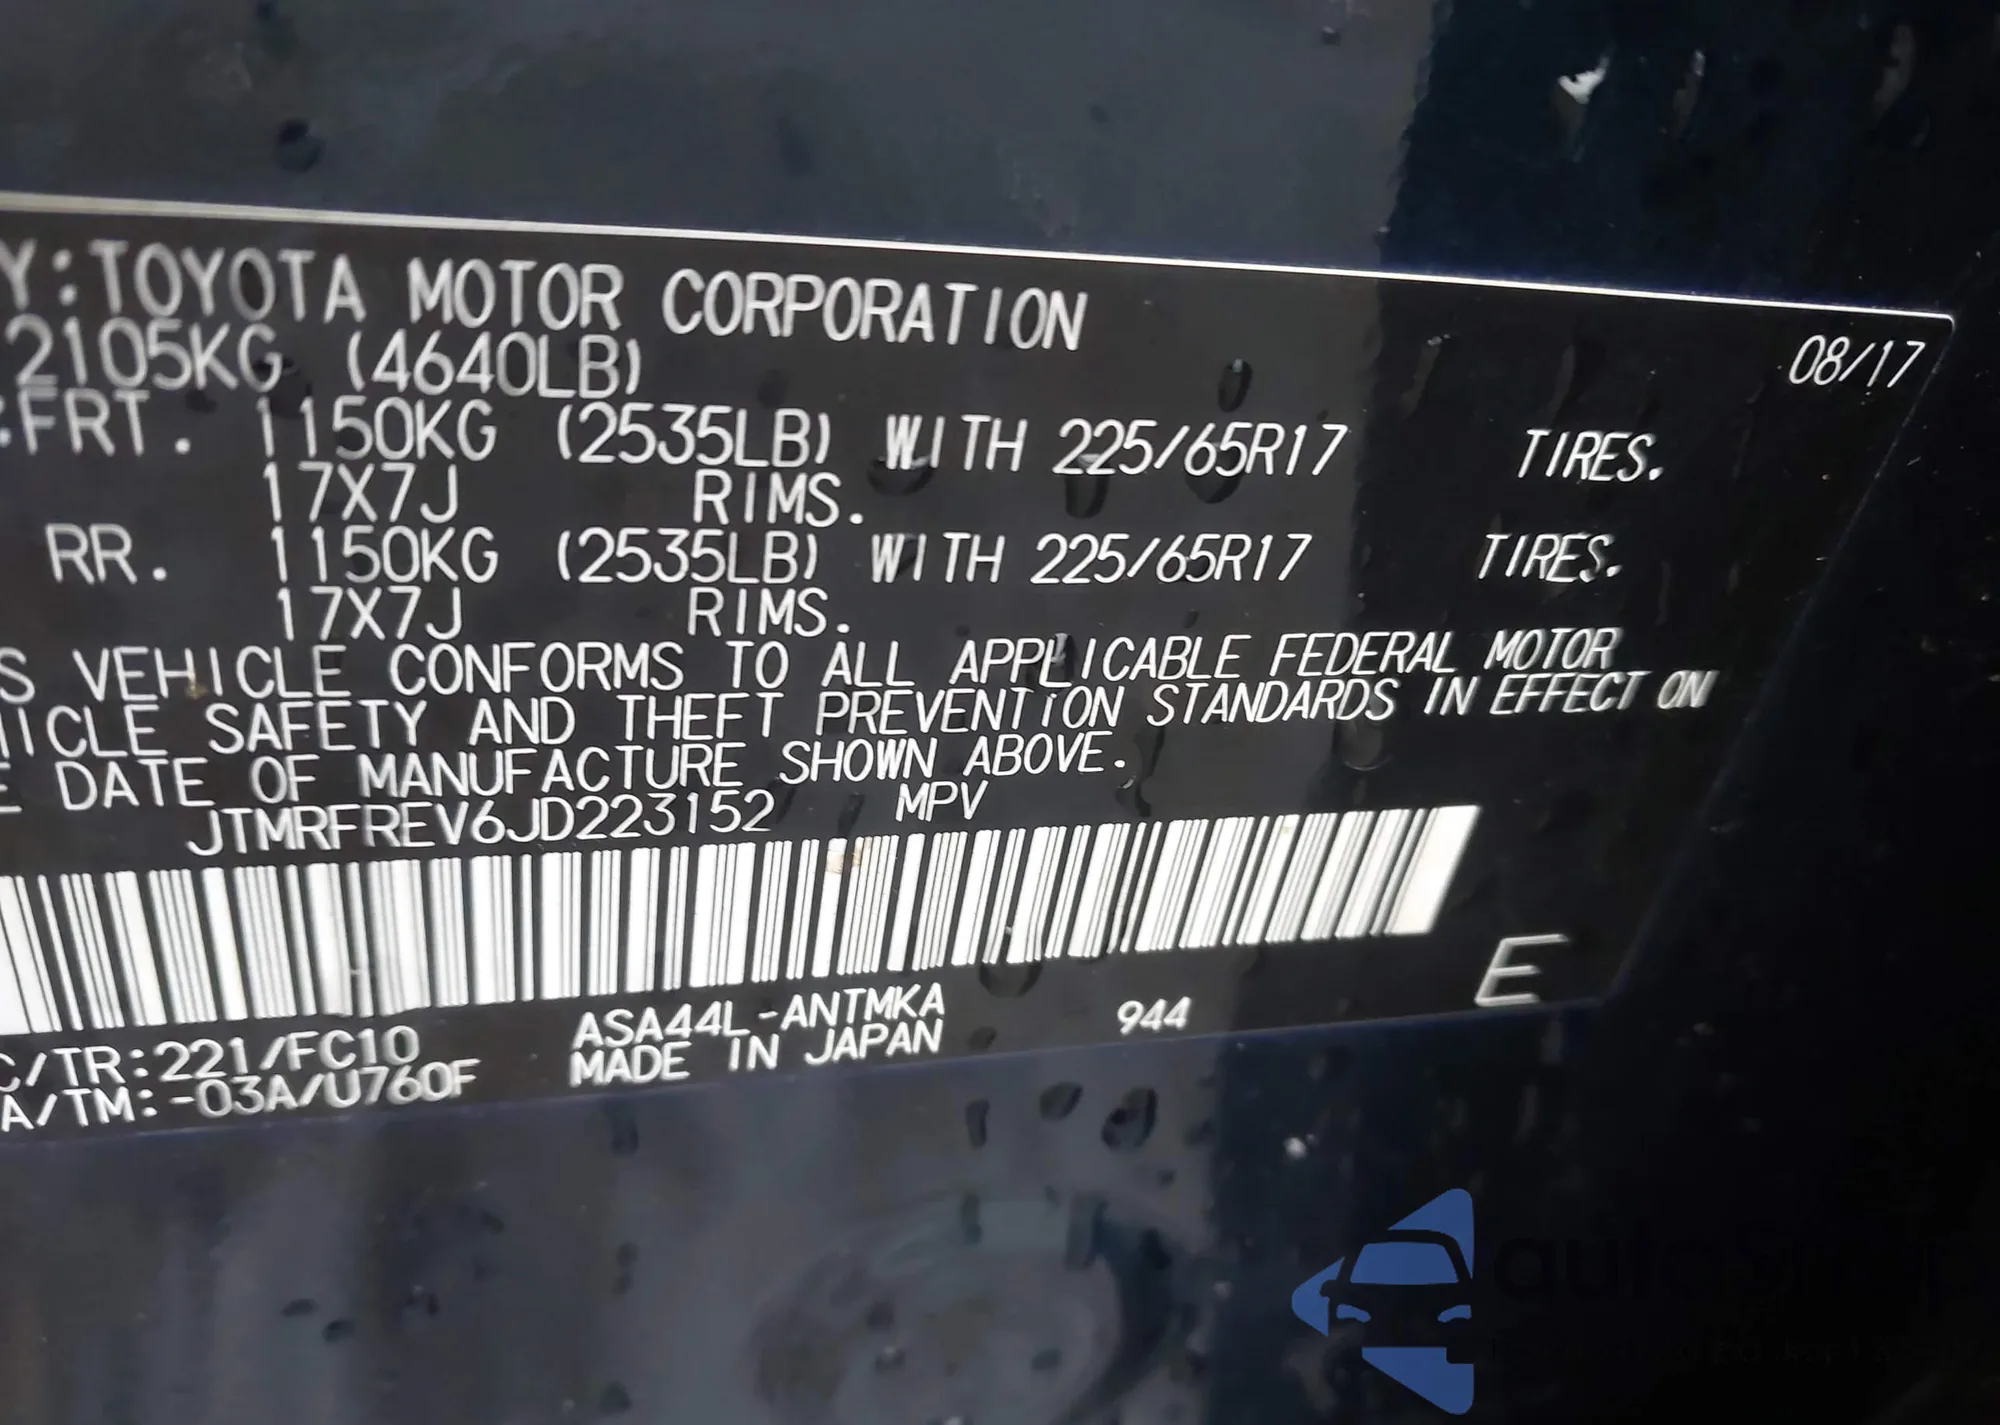 Y:TOYOTA MOTOR CORPORATION
08/17
2105KG (4640LB)
:FRT. 1150KG (2535LB) WITH 225/65R17 TIRES.
17X7J RIMS.
RR. 1150KG (2535LB) WITH 225/65R17 TIRES.
17X7J RIMS.
S VEHICLE CONFORMS TO ALL APPLICABLE FEDERAL MOTOR
HICLE SAFETY AND THEFT PREVENTION STANDARDS IN EFFECT ON
E DATE OF MANUFACTURE SHOWN ABOVE.
JTMRFREV6JD223152 MPV
E
C/TR:221/FC10 ASA44L-ANTMKA 944
A/TM:-03A/U760F MADE IN JAPAN